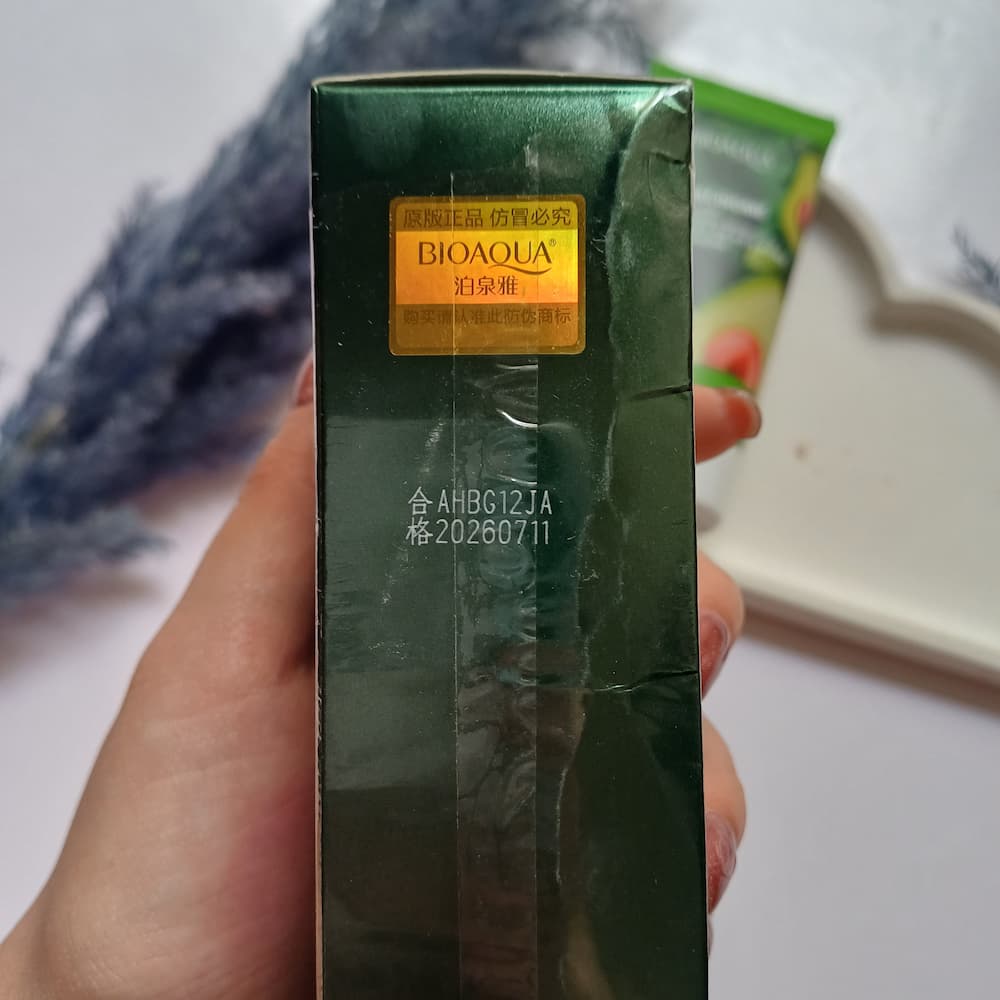 原版正品 仿冒必究
BIOAQUA®
泊泉雅
购买请认准此防伪商标
合AHBG12JA
格20260711